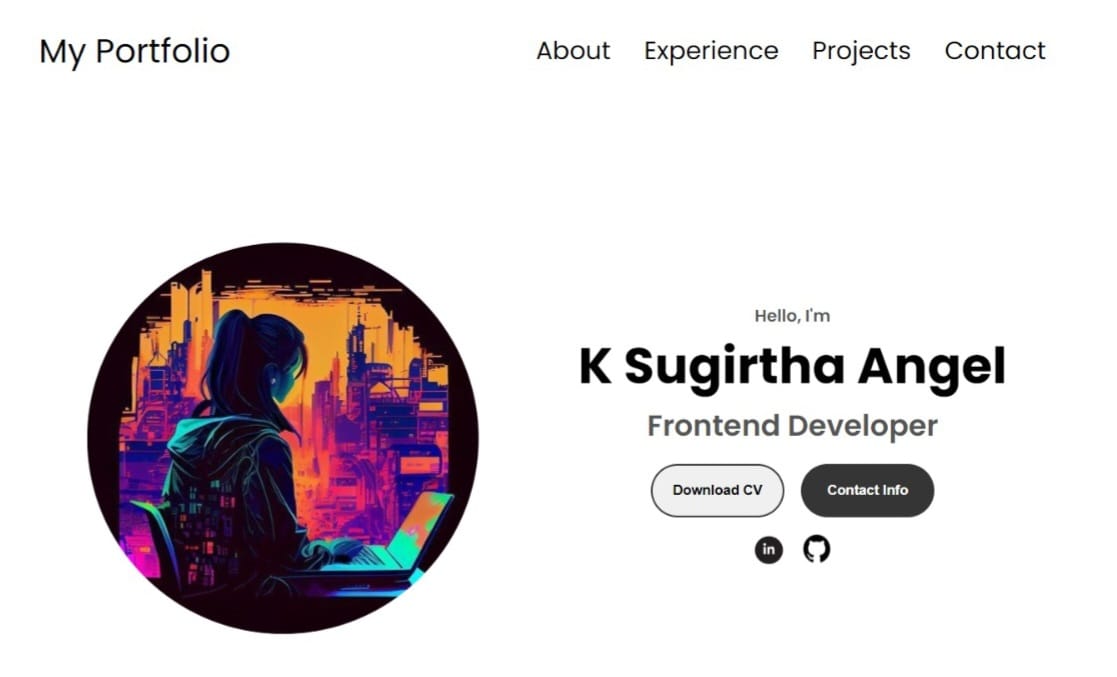 My Portfolio
About Experience Projects Contact
Hello, I'm
K Sugirtha Angel
Frontend Developer
Download CV Contact Info
in